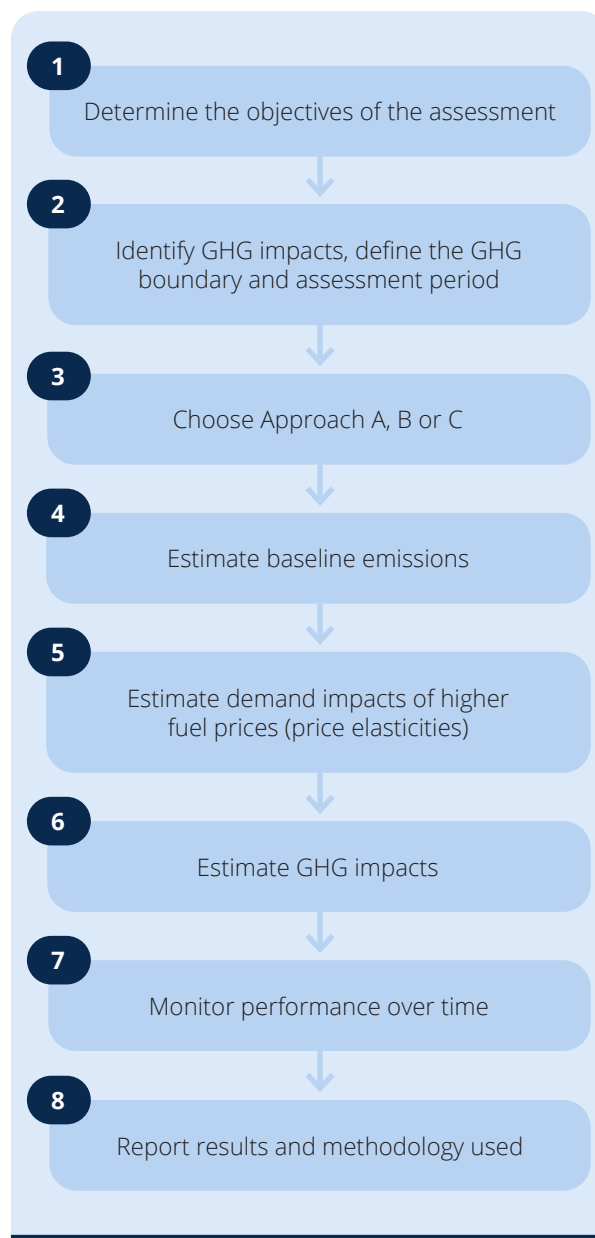 1
Determine the objectives of the assessment
2
Identify GHG impacts, define the GHG
boundary and assessment period
3
Choose Approach A, B or C
4
Estimate baseline emissions
5
Estimate demand impacts of higher
fuel prices (price elasticities)
6
Estimate GHG impacts
7
Monitor performance over time
8
Report results and methodology used